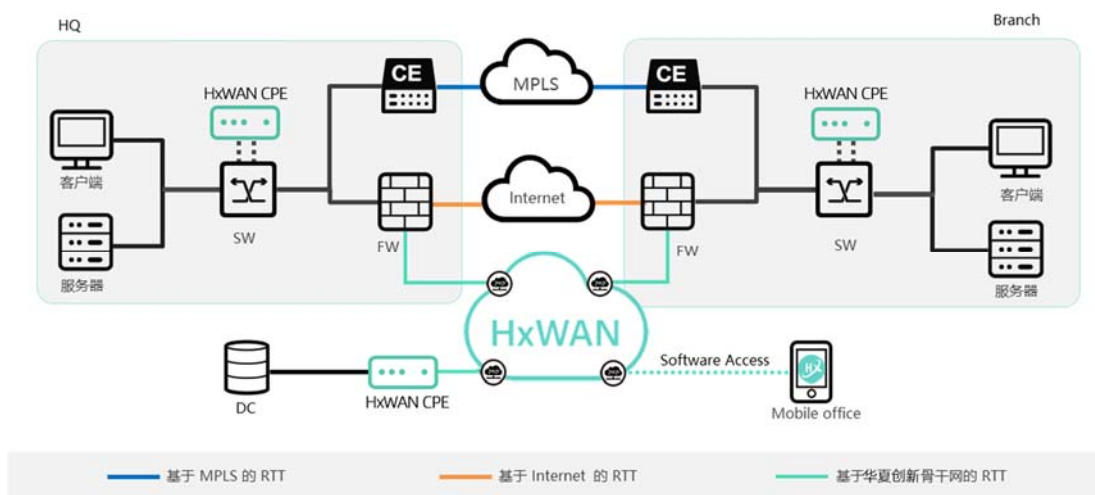 HQ
Branch
CE
MPLS
CE
HxWAN CPE
HxWAN CPE
客户端
客户端
Internet
SW
FW
FW
SW
服务器
服务器
HxWAN
Software Access
DC
HxWAN CPE
Mobile office
基于 MPLS 的 RTT
基于 Internet 的 RTT
基于华夏创新骨干网的 RTT